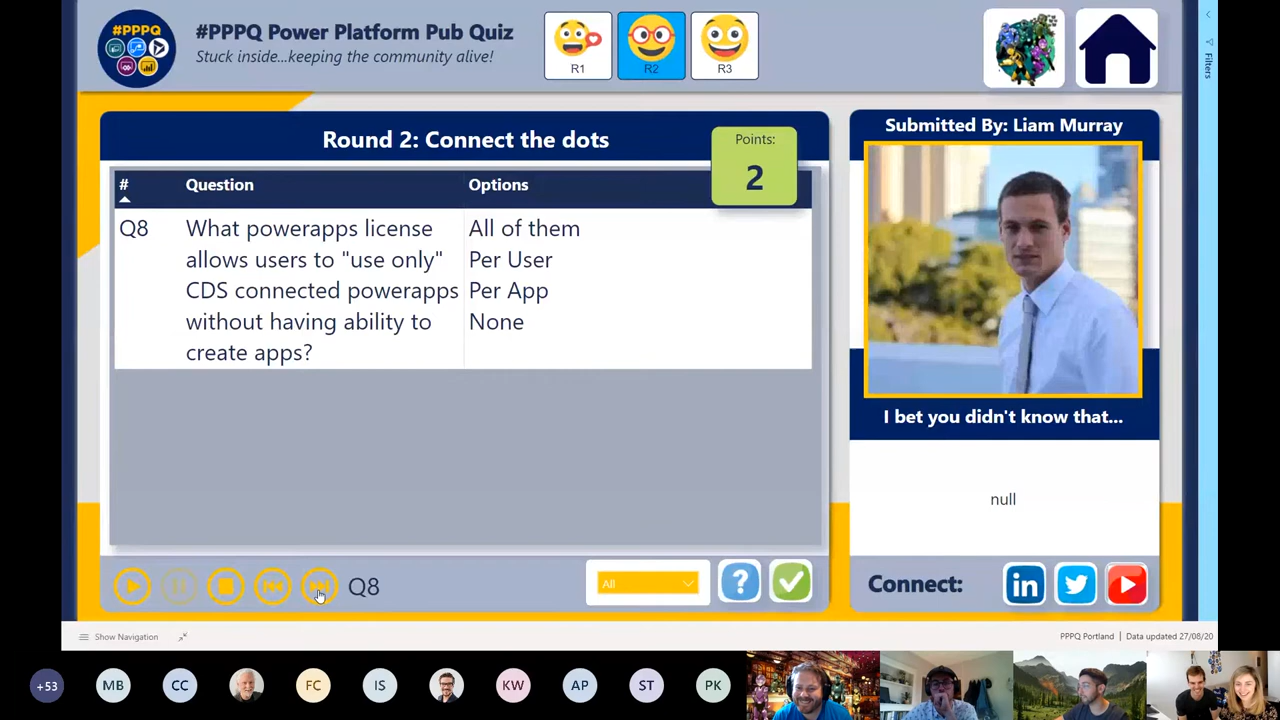 #PPPQ
#PPPQ Power Platform Pub Quiz
Stuck inside...keeping the community alive!
R1
R2
R3
Filters
Round 2: Connect the dots
Points:
2
# Question Options
Q8
What powerapps license
allows users to "use only"
CDS connected powerapps
without having ability to
create apps?
All of them
Per User
Per App
None
Submitted By: Liam Murray
I bet you didn't know that...
null
Q8
All
?
Connect:
in
Show Navigation
PPPQ Portland | Data updated 27/08/20
+53
MB
CC
FC
IS
KW
AP
ST
PK